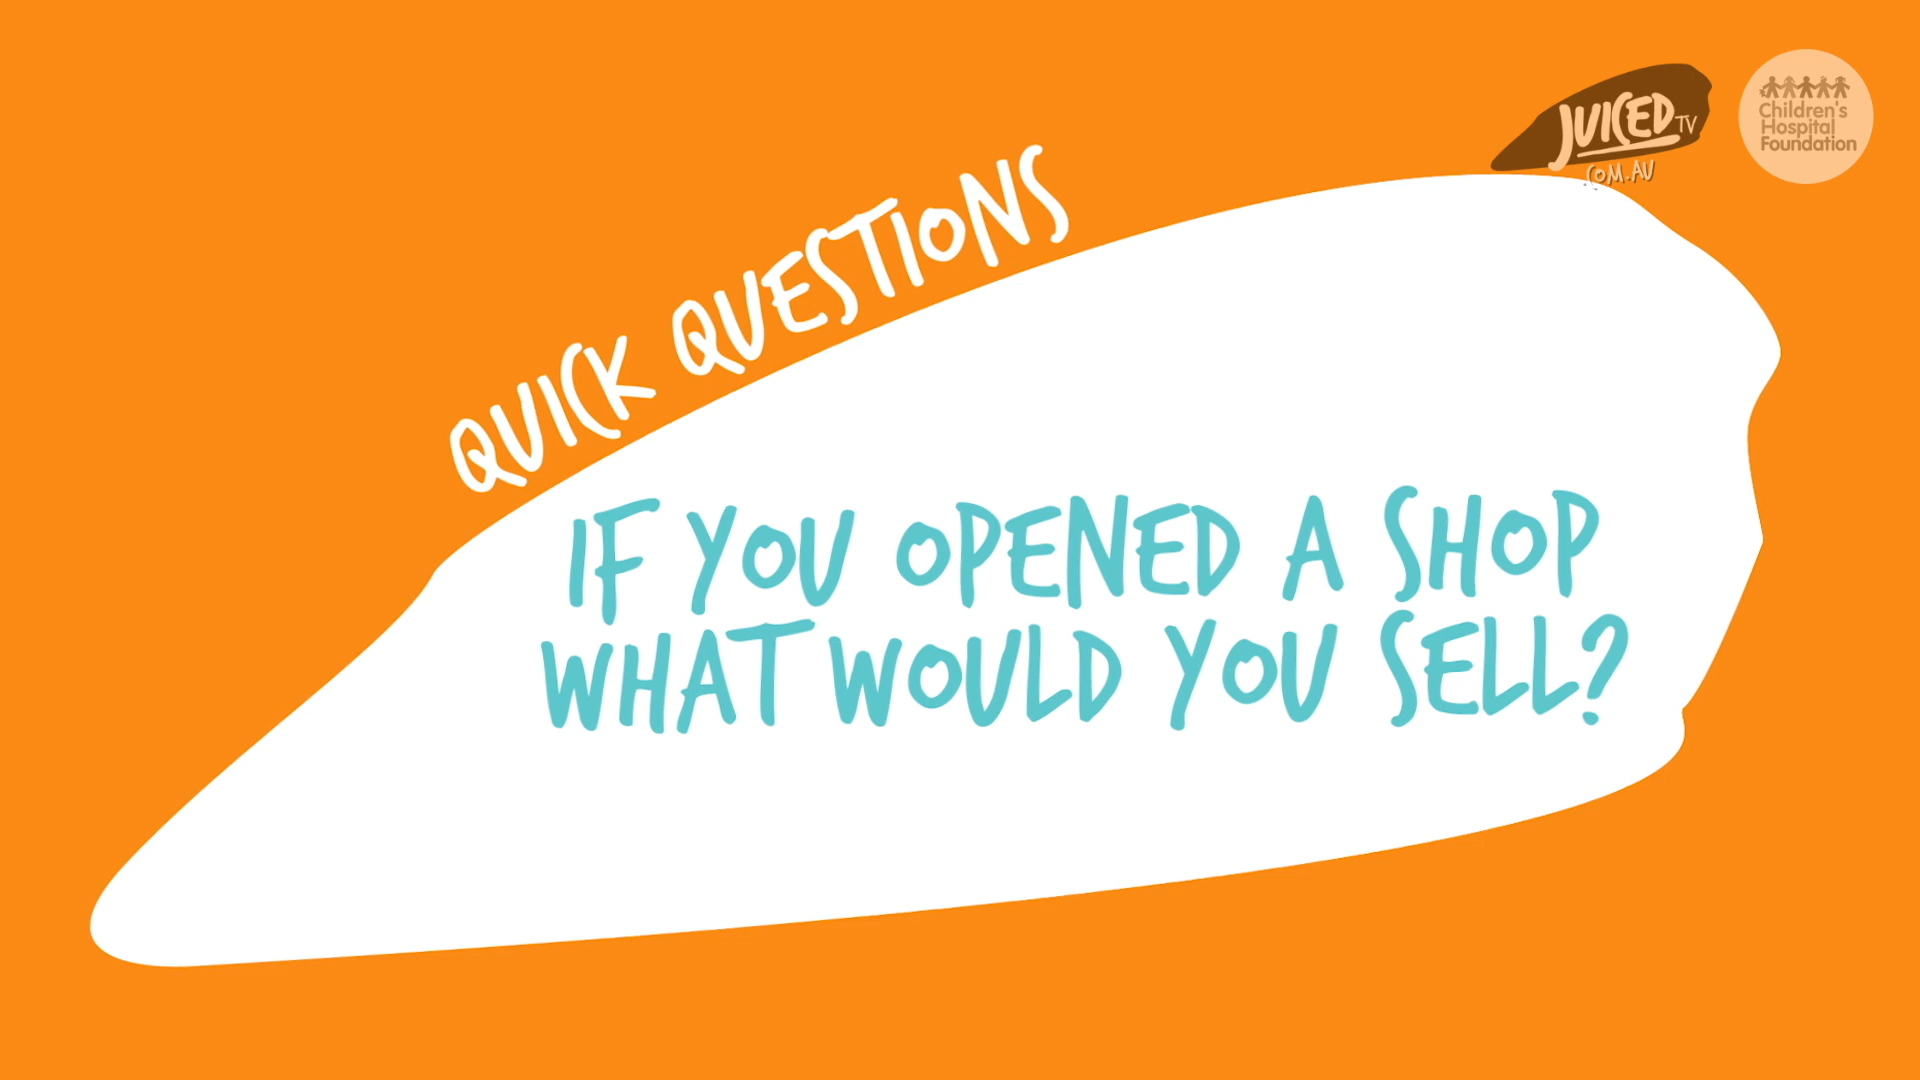 JUICED TV
.COM.AU
Children's
Hospital
Foundation
QUICK QUESTIONS
IF YOU OPENED A SHOP
WHAT WOULD YOU SELL?